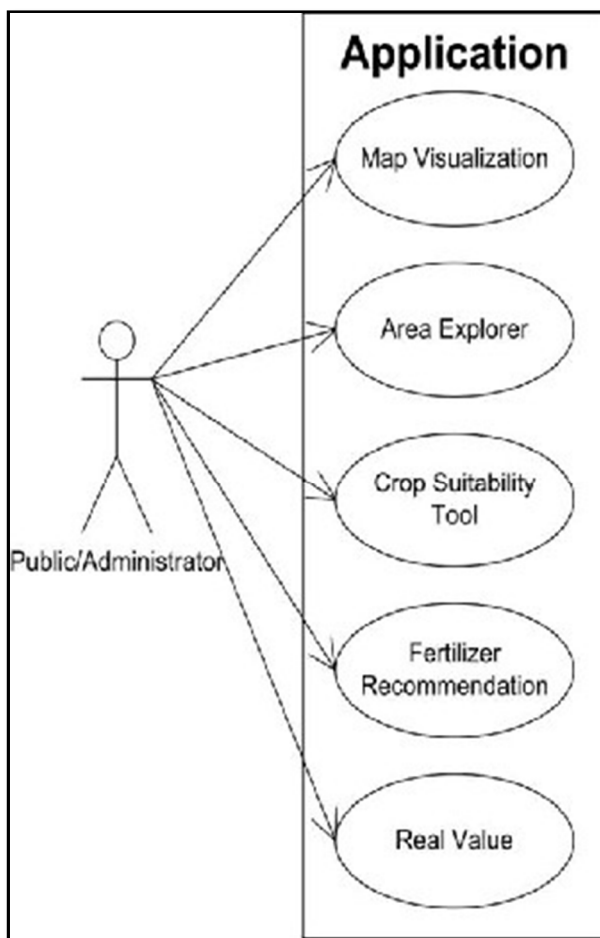 Application
Map Visualization
Area Explorer
Crop Suitability
Tool
Public/Administrator
Fertilizer
Recommendation
Real Value